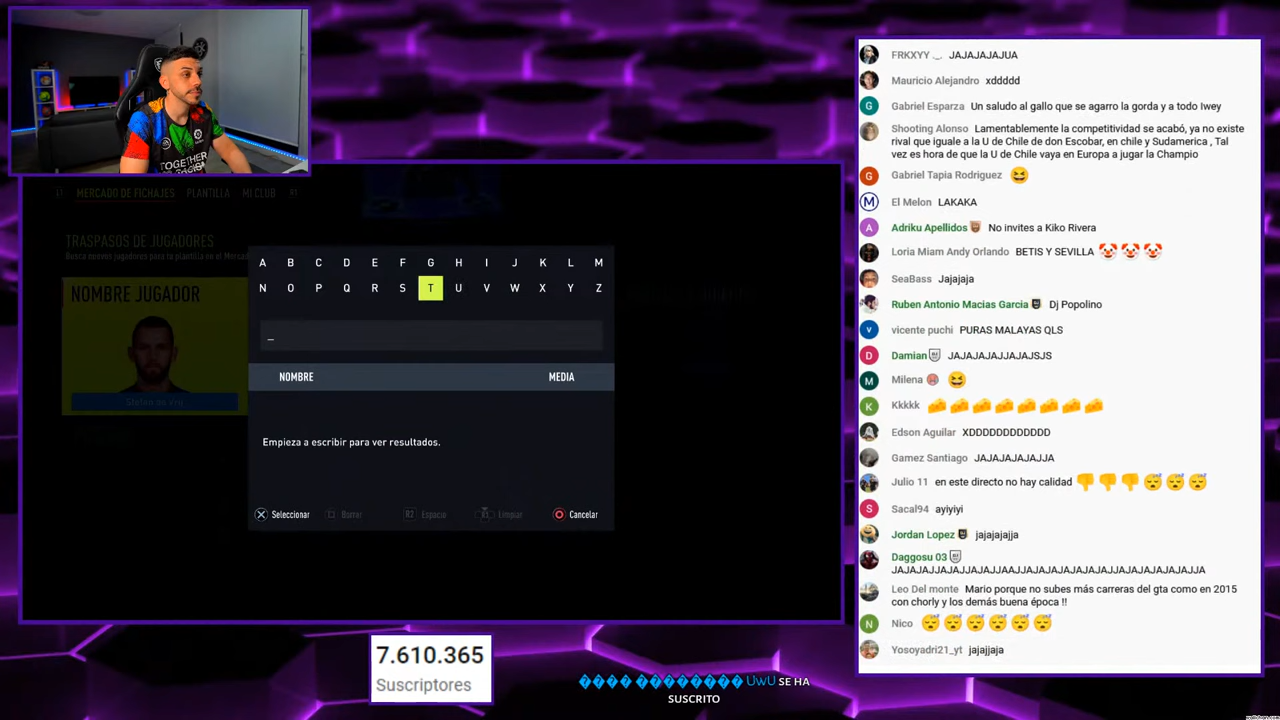 TOGETHER
MERCADO DE FICHAJES PLANTILLA MI CLUB
TRASPASOS DE JUGADORES
NOMBRE JUGADOR
A B C D E F G H I J K L M
N O P Q R S T U V W X Y Z
_
NOMBRE MEDIA
Empieza a escribir para ver resultados.
Seleccionar Borrar R2 Espacio Limpiar Cancelar
7.610.365
Suscriptores
UWU SE HA
SUSCRITO
FRKXYY ._. JAJAJAJAJUA
Mauricio Alejandro xddddd
G Gabriel Esparza Un saludo al gallo que se agarro la gorda y a todo Iwey
Shooting Alonso Lamentablemente la competitividad se acabó, ya no existe
rival que iguale a la U de Chile de don Escobar, en chile y Sudamerica , Tal
vez es hora de que la U de Chile vaya en Europa a jugar la Champio
G Gabriel Tapia Rodriguez 😆
M El Melon LAKAKA
A Adriku Apellidos No invites a Kiko Rivera
Loria Miam Andy Orlando BETIS Y SEVILLA 🤡🤡🤡
SeaBass Jajajaja
Ruben Antonio Macias Garcia Dj Popolino
v vicente puchi PURAS MALAYAS QLS
D Damian JAJAJAJAJJAJAJSJS
M Milena 😆
K Kkkkk 🧀🧀🧀🧀🧀🧀🧀🧀
Edson Aguilar XDDDDDDDDDDDD
Gamez Santiago JAJAJAJAJAJJA
Julio 11 en este directo no hay calidad 👎👎👎😴😴😴
S Sacal94 ayiyiyi
Jordan Lopez jajajajajja
Daggosu 03
JAJAJAJJAJAJJAJAJJAAJJAJAJAJAJAJAJAJJAJAJAJAJAJJA
Leo Del monte Mario porque no subes más carreras del gta como en 2015
con chorly y los demás buena época !!
N Nico 😴😴😴😴😴😴
Yosoyadri21_yt jajajjaja